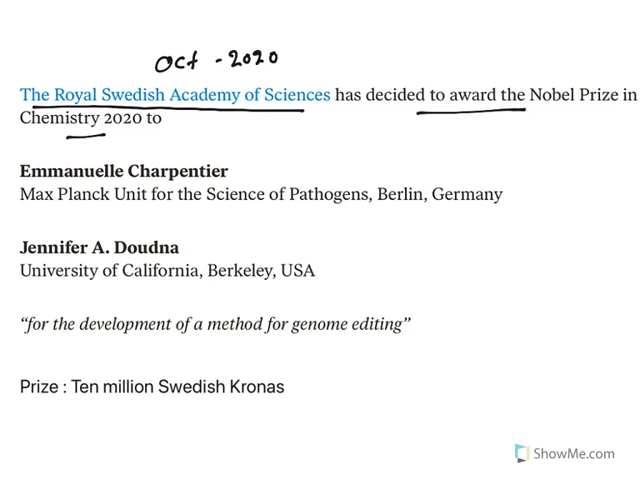 Oct - 2020
The Royal Swedish Academy of Sciences has decided to award the Nobel Prize in
Chemistry 2020 to
Emmanuelle Charpentier
Max Planck Unit for the Science of Pathogens, Berlin, Germany
Jennifer A. Doudna
University of California, Berkeley, USA
“for the development of a method for genome editing”
Prize : Ten million Swedish Kronas
ShowMe.com